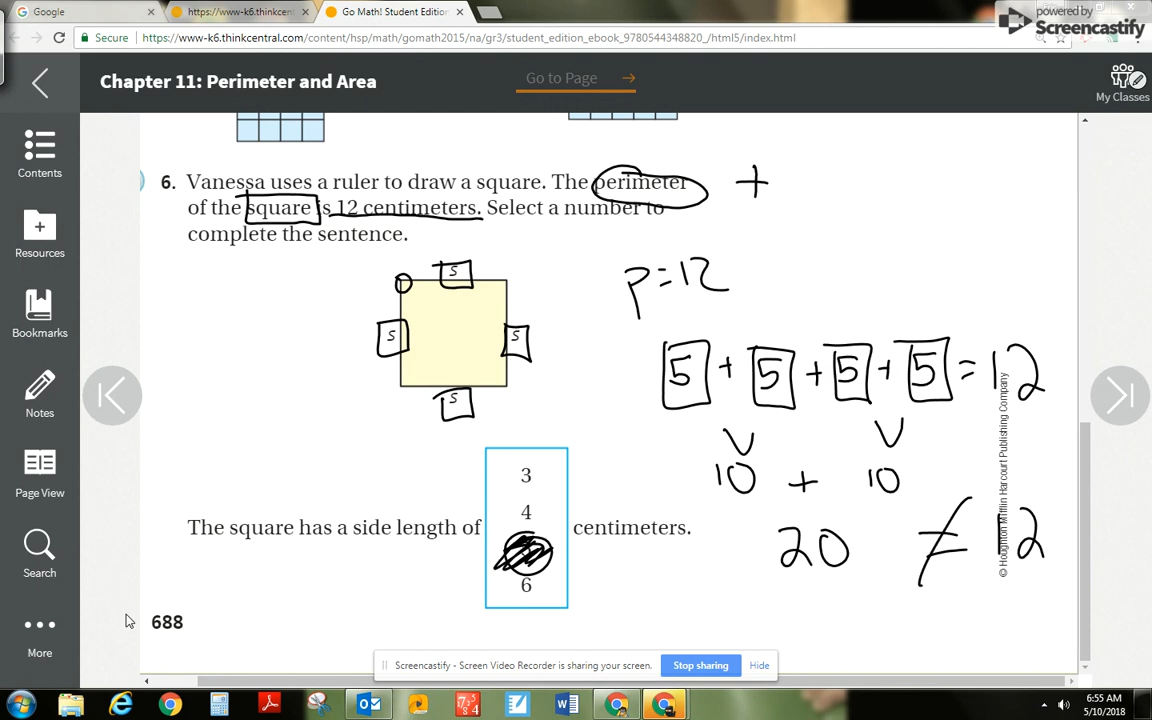 Google
https://www-k6.thinkcent
Go Math! Student Edition
powered by
Screencastify
Secure https://www-k6.thinkcentral.com/content/hsp/math/gomath2015/na/gr3/student_edition_ebook_9780544348820_/html5/index.html
Chapter 11: Perimeter and Area
Go to Page →
My Classes
Contents
Resources
Bookmarks
Notes
Page View
Search
More
6. Vanessa uses a ruler to draw a square. The perimeter +
of the square is 12 centimeters. Select a number to
complete the sentence.
5
5 5
5
p=12
5 + 5 + 5 + 5 = 12
10 + 10
20 ≠ 12
3
4
The square has a side length of centimeters.
6
© Houghton Mifflin Harcourt Publishing Company
688
Screencastify - Screen Video Recorder is sharing your screen. Stop sharing Hide
6:55 AM
5/10/2018